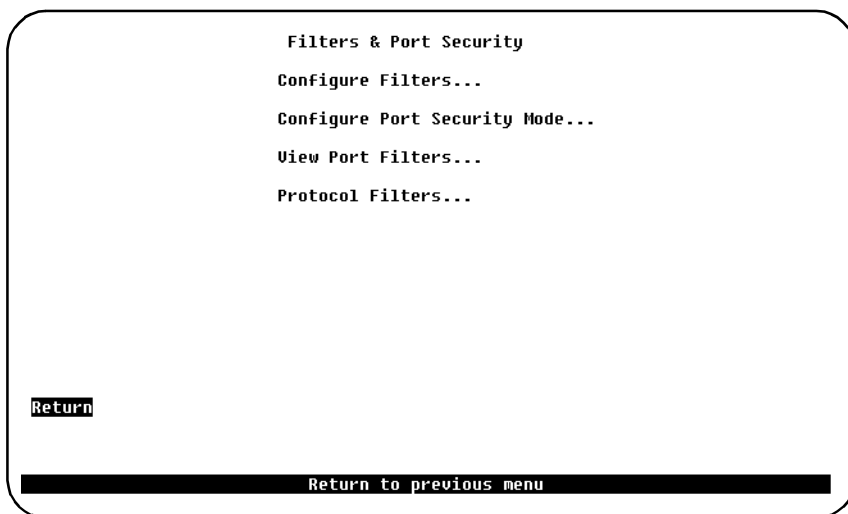 Filters & Port Security
Configure Filters...
Configure Port Security Mode...
View Port Filters...
Protocol Filters...
Return
Return to previous menu